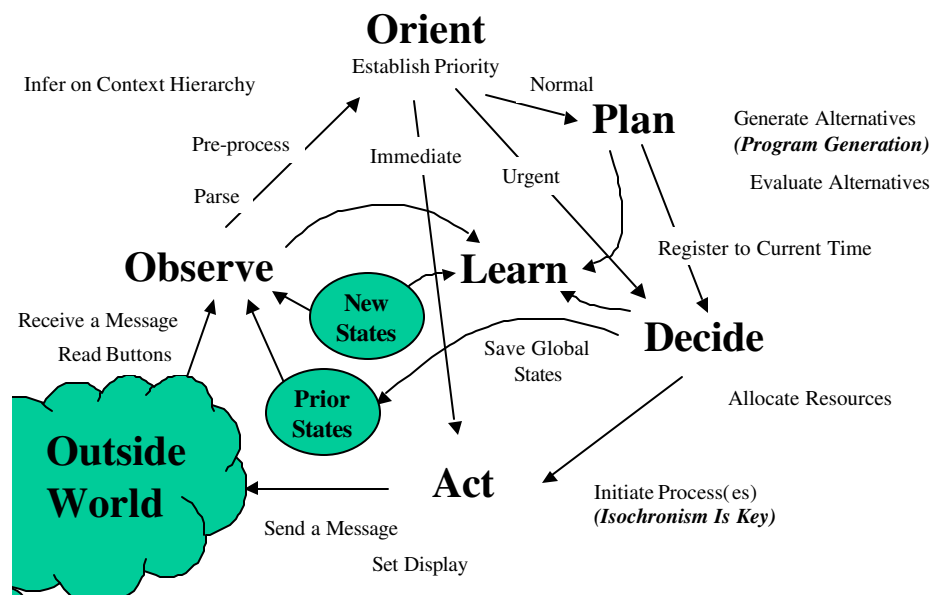 Orient
Establish Priority
Infer on Context Hierarchy
Normal
Plan
Generate Alternatives
(Program Generation)
Evaluate Alternatives
Pre-process
Immediate
Urgent
Parse
Register to Current Time
Observe
Learn
New
States
Receive a Message
Read Buttons
Decide
Save Global
States
Prior
States
Allocate Resources
Outside
World
Act
Initiate Process(es)
(Isochronism Is Key)
Send a Message
Set Display